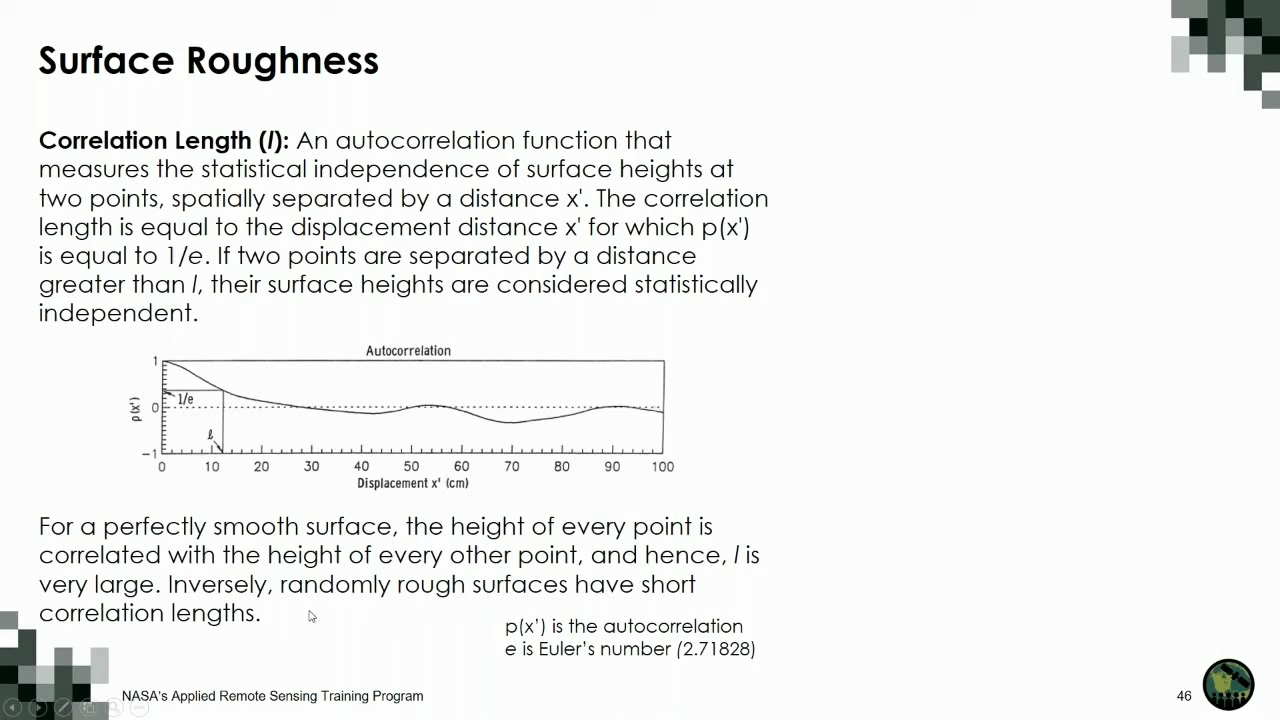 Surface Roughness
Correlation Length (l): An autocorrelation function that
measures the statistical independence of surface heights at
two points, spatially separated by a distance x'. The correlation
length is equal to the displacement distance x' for which p(x')
is equal to 1/e. If two points are separated by a distance
greater than l, their surface heights are considered statistically
independent.
Autocorrelation
1
1/e
0
ρ(x')
ℓ
-1
0 10 20 30 40 50 60 70 80 90 100
Displacement x' (cm)
For a perfectly smooth surface, the height of every point is
correlated with the height of every other point, and hence, l is
very large. Inversely, randomly rough surfaces have short
correlation lengths.
p(x’) is the autocorrelation
e is Euler’s number (2.71828)
NASA's Applied Remote Sensing Training Program
46